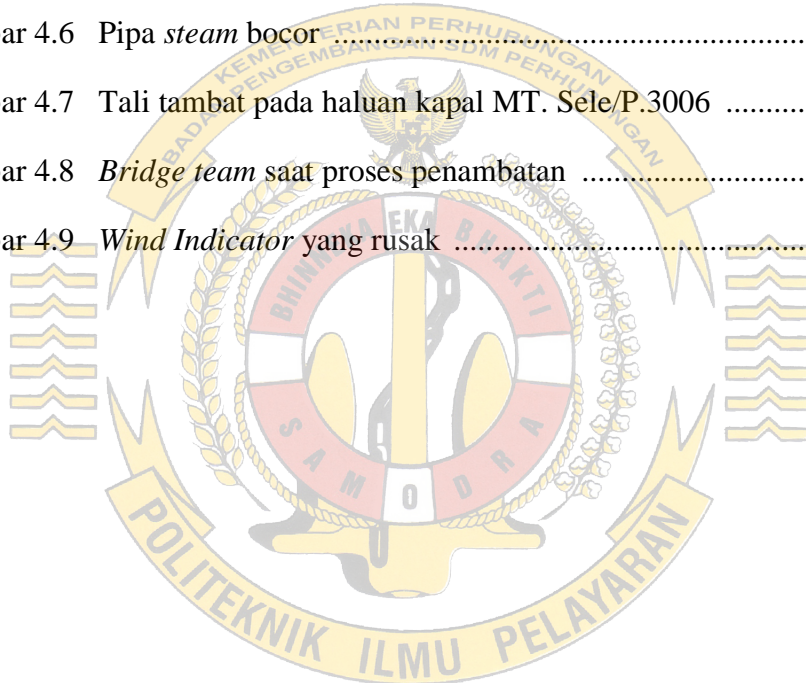 ar 4.6 Pipa steam bocor ................................................
ar 4.7 Tali tambat pada haluan kapal MT. Sele/P.3006 ...........
ar 4.8 Bridge team saat proses penambatan ..........................
ar 4.9 Wind Indicator yang rusak ........................................
BADAN PENGEMBANGAN SDM PERHUBUNGAN
KEMENTERIAN PERHUBUNGAN
BHINNEKA EKA BHAKTI
SAMODRA
POLITEKNIK ILMU PELAYARAN